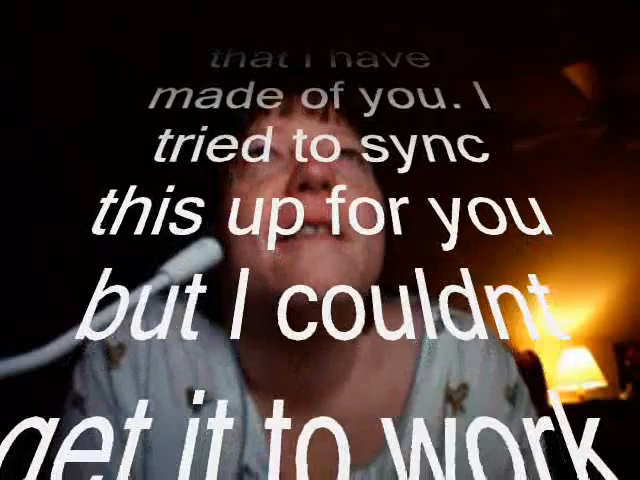 that I have
made of you. I
tried to sync
this up for you
but I couldnt
get it to work